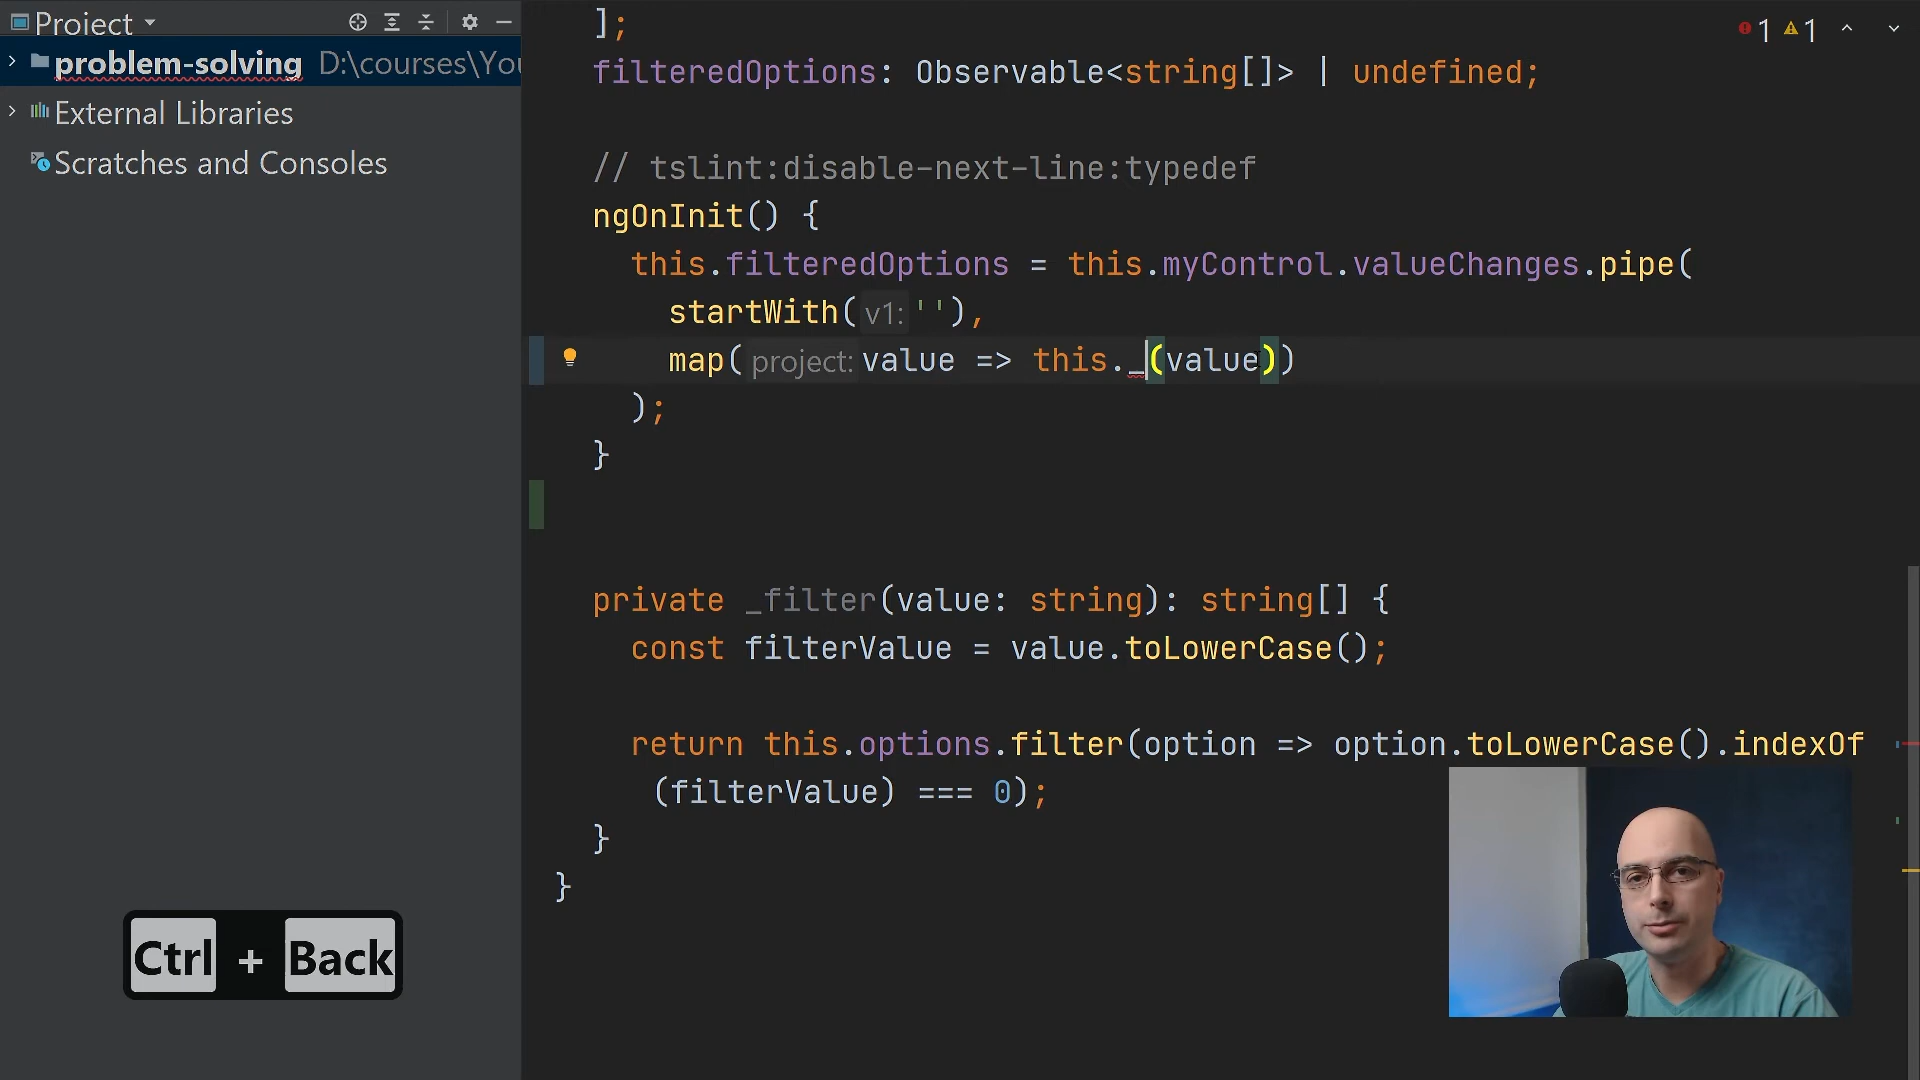 Project
problem-solving D:\courses\You
External Libraries
Scratches and Consoles
];
filteredOptions: Observable<string[]> | undefined;
// tslint:disable-next-line:typedef
ngOnInit() {
this.filteredOptions = this.myControl.valueChanges.pipe(
startWith( v1: ''),
map( project: value => this._(value))
);
}
private _filter(value: string): string[] {
const filterValue = value.toLowerCase();
return this.options.filter(option => option.toLowerCase().indexOf
(filterValue) === 0);
}
}
1 1
Ctrl + Back